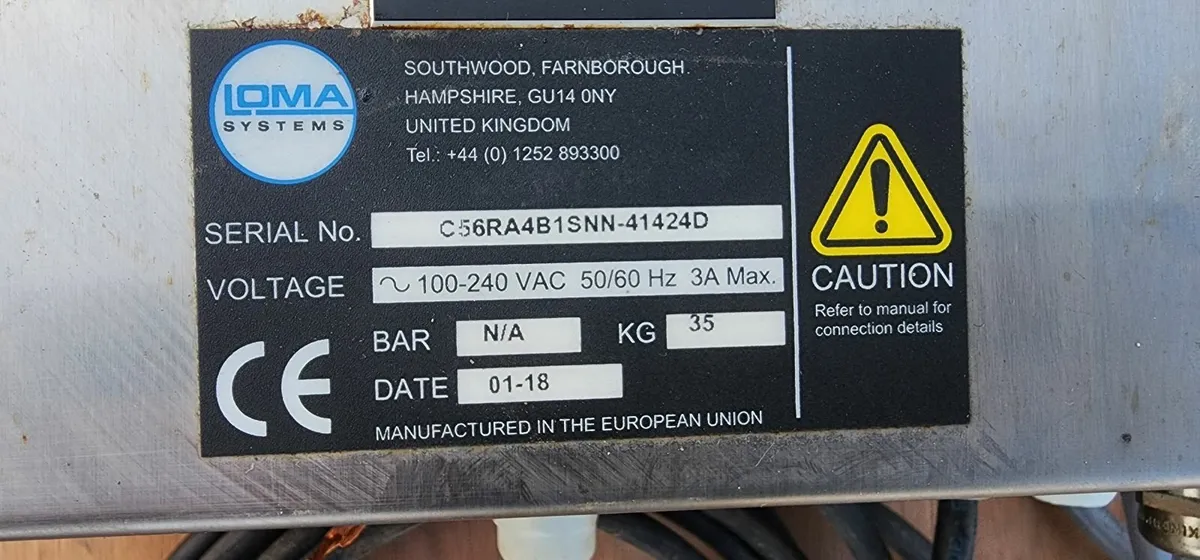 LOMA
SYSTEMS
SOUTHWOOD, FARNBOROUGH
HAMPSHIRE, GU14 0NY
UNITED KINGDOM
Tel.: +44 (0) 1252 893300
SERIAL No. C56RA4B1SNN-41424D
VOLTAGE ~ 100-240 VAC 50/60 Hz 3A Max.
BAR N/A KG 35
CE DATE 01-18
MANUFACTURED IN THE EUROPEAN UNION
!
CAUTION
Refer to manual for
connection details